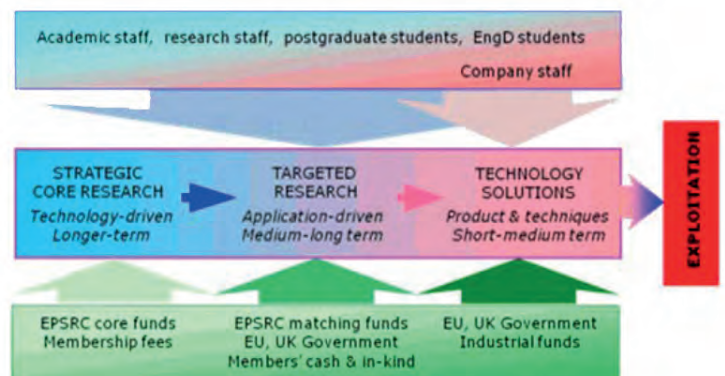 Academic staff, research staff, postgraduate students, EngD students
Company staff
STRATEGIC
CORE RESEARCH
Technology-driven
Longer-term
TARGETED
RESEARCH
Application-driven
Medium-long term
TECHNOLOGY
SOLUTIONS
Product & techniques
Short-medium term
EXPLOITATION
EPSRC core funds
Membership fees
EPSRC matching funds
EU, UK Government
Members' cash & in-kind
EU, UK Government
Industrial funds